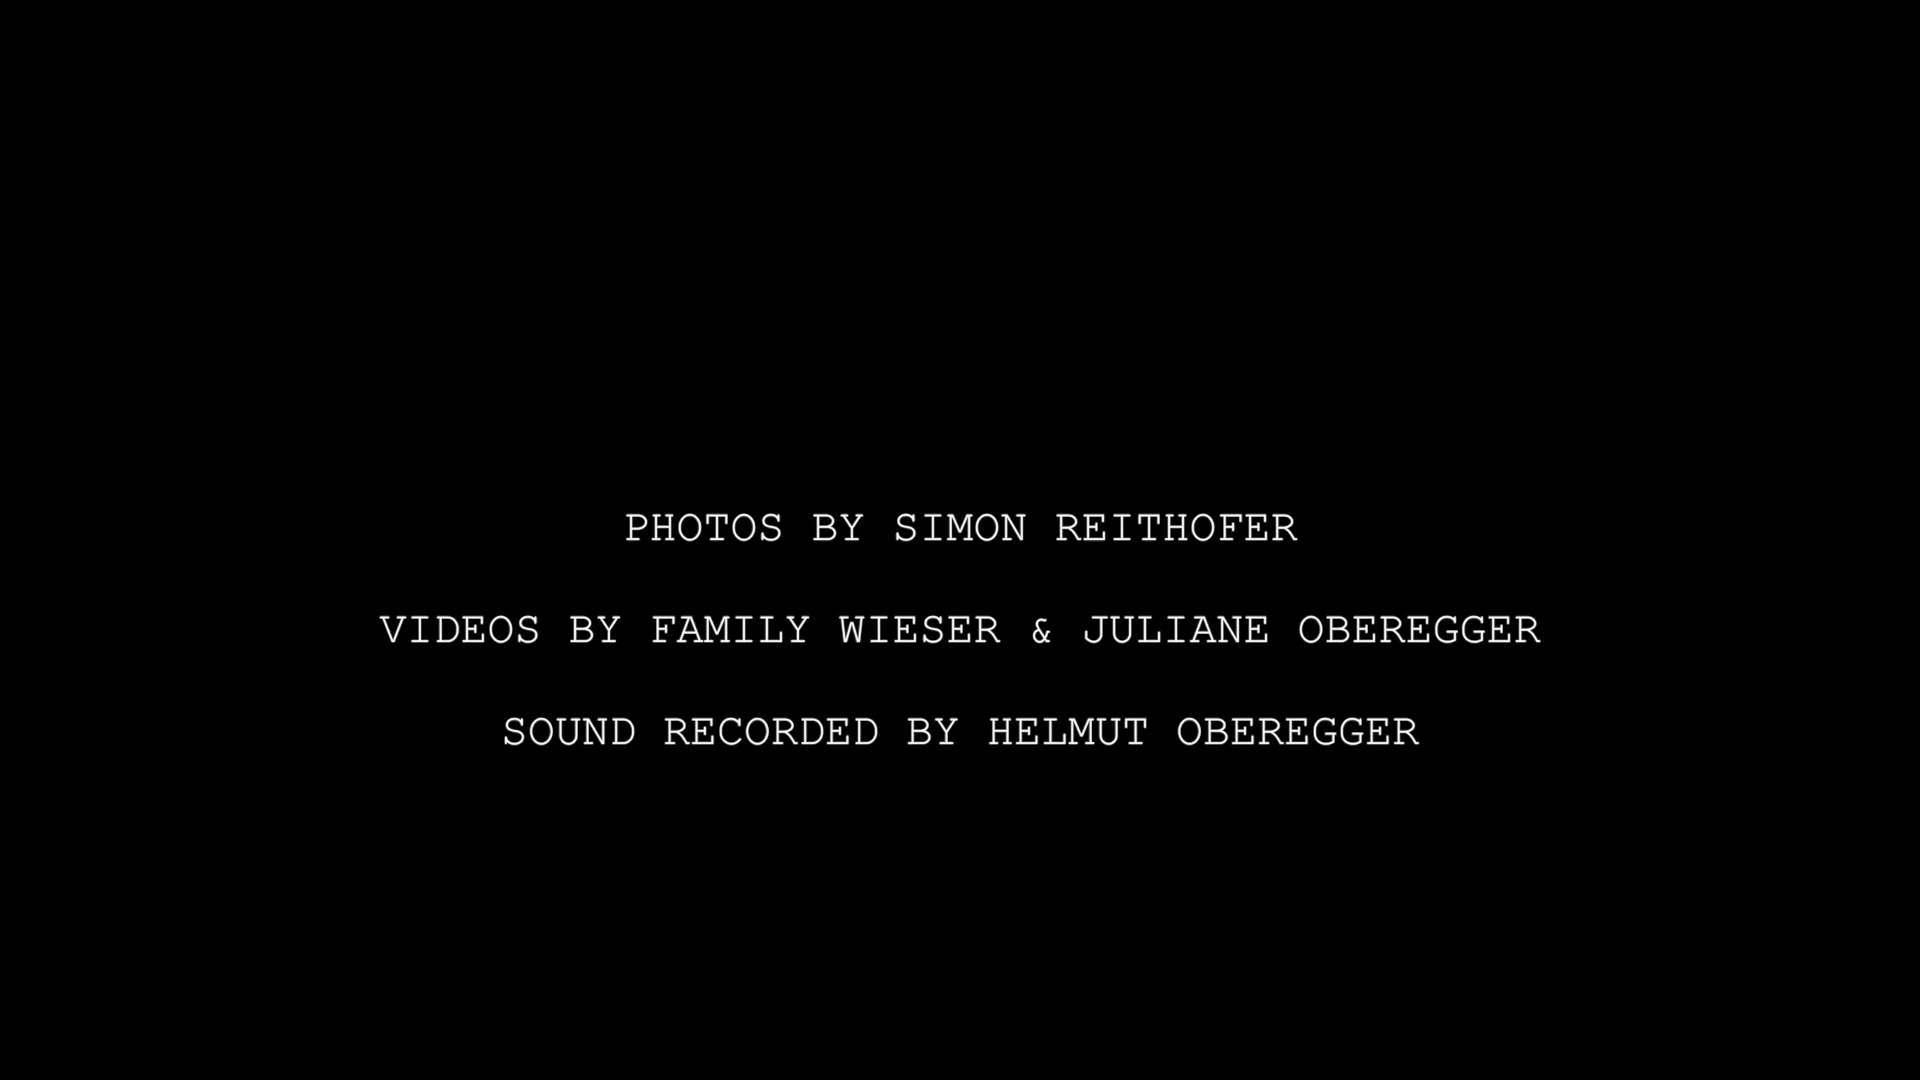 PHOTOS BY SIMON REITHOFER
VIDEOS BY FAMILY WIESER & JULIANE OBEREGGER
SOUND RECORDED BY HELMUT OBEREGGER